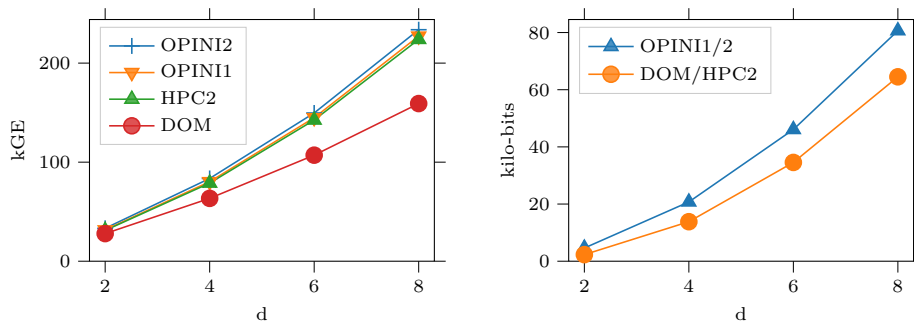 OPINI2
OPINI1
HPC2
DOM
kGE
200
100
0
2 4 6 8
d
OPINI1/2
DOM/HPC2
kilo-bits
80
60
40
20
0
2 4 6 8
d